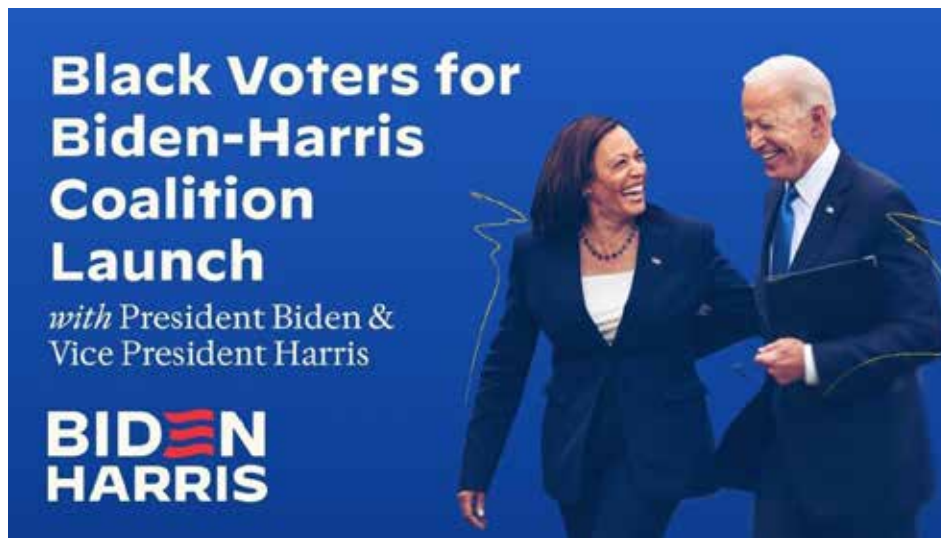 Black Voters for
Biden-Harris
Coalition
Launch
with President Biden &
Vice President Harris
BIDEN
HARRIS